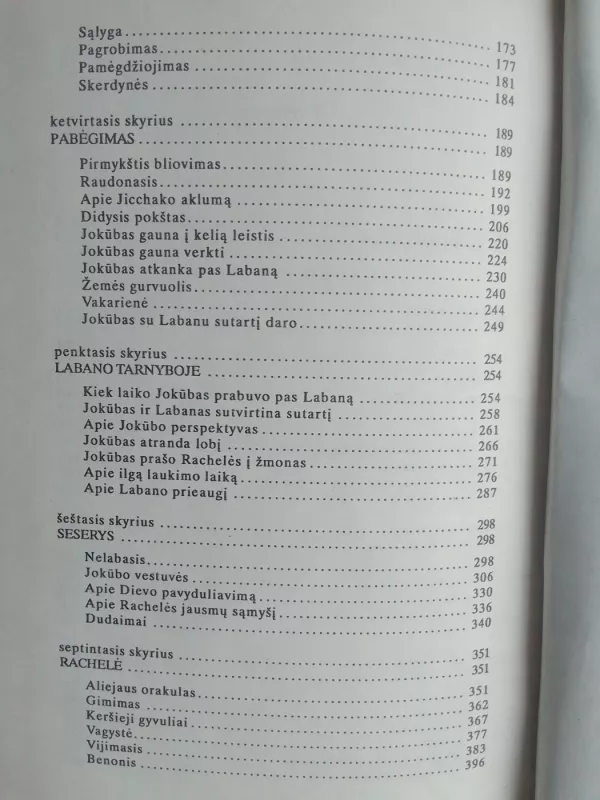 Sąlyga ........ 173
Pagrobimas ........ 177
Pamėgdžiojimas ........ 181
Skerdynės ........ 184
ketvirtasis skyrius ........ 189
PABĖGIMAS ........ 189
Pirmykštis bliovimas ........ 189
Raudonasis ........ 192
Apie Jicchako aklumą ........ 199
Didysis pokštas ........ 206
Jokūbas gauna į kelią leistis ........ 220
Jokūbas gauna verkti ........ 224
Jokūbas atkanka pas Labaną ........ 230
Žemės gurvuolis ........ 240
Vakarienė ........ 244
Jokūbas su Labanu sutartį daro ........ 249
penktasis skyrius ........ 254
LABANO TARNYBOJE ........ 254
Kiek laiko Jokūbas prabuvo pas Labaną ........ 254
Jokūbas ir Labanas sutvirtina sutartį ........ 258
Apie Jokūbo perspektyvas ........ 261
Jokūbas atranda lobį ........ 266
Jokūbas prašo Rachelės į žmonas ........ 271
Apie ilgą laukimo laiką ........ 276
Apie Labano prieaugį ........ 287
šeštasis skyrius ........ 298
SESERYS ........ 298
Nelabasis ........ 298
Jokūbo vestuvės ........ 306
Apie Dievo pavyduliavimą ........ 330
Apie Rachelės jausmų sąmyšį ........ 336
Dudaimai ........ 340
septintasis skyrius ........ 351
RACHELĖ ........ 351
Aliejaus orakulas ........ 351
Gimimas ........ 362
Keršieji gyvuliai ........ 367
Vagystė ........ 377
Vijimasis ........ 383
Benonis ........ 396